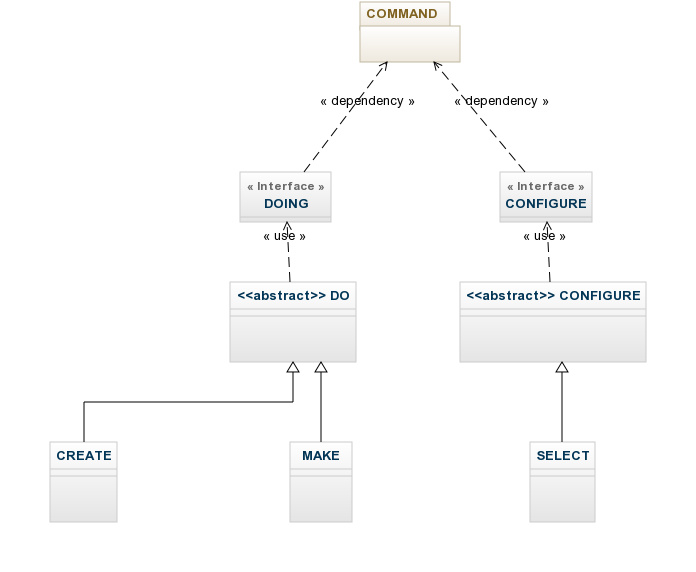 COMMAND
« dependency »
« dependency »
« Interface »
DOING
« Interface »
CONFIGURE
« use »
« use »
<<abstract>> DO
<<abstract>> CONFIGURE
CREATE
MAKE
SELECT